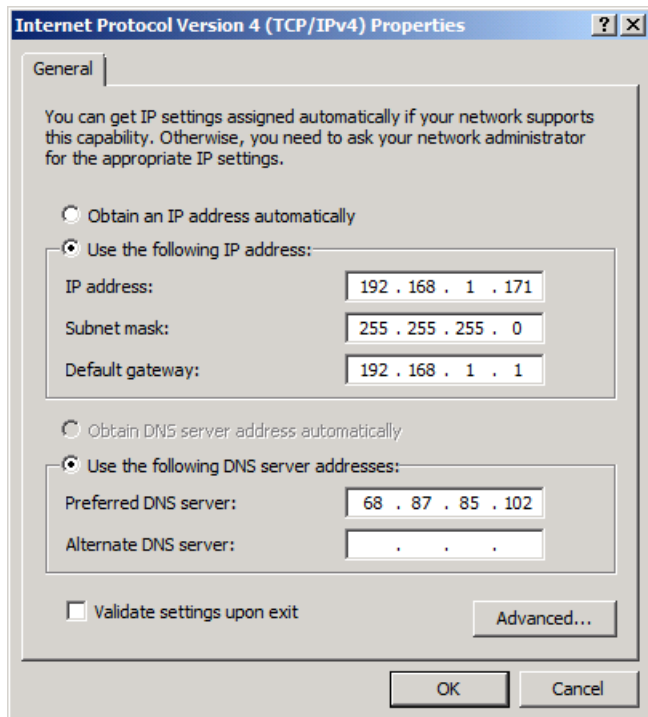 Internet Protocol Version 4 (TCP/IPv4) Properties
General
You can get IP settings assigned automatically if your network supports
this capability. Otherwise, you need to ask your network administrator
for the appropriate IP settings.
Obtain an IP address automatically
Use the following IP address:
IP address: 192 . 168 . 1 . 171
Subnet mask: 255 . 255 . 255 . 0
Default gateway: 192 . 168 . 1 . 1
Obtain DNS server address automatically
Use the following DNS server addresses:
Preferred DNS server: 68 . 87 . 85 . 102
Alternate DNS server: . . .
Validate settings upon exit
Advanced...
OK Cancel